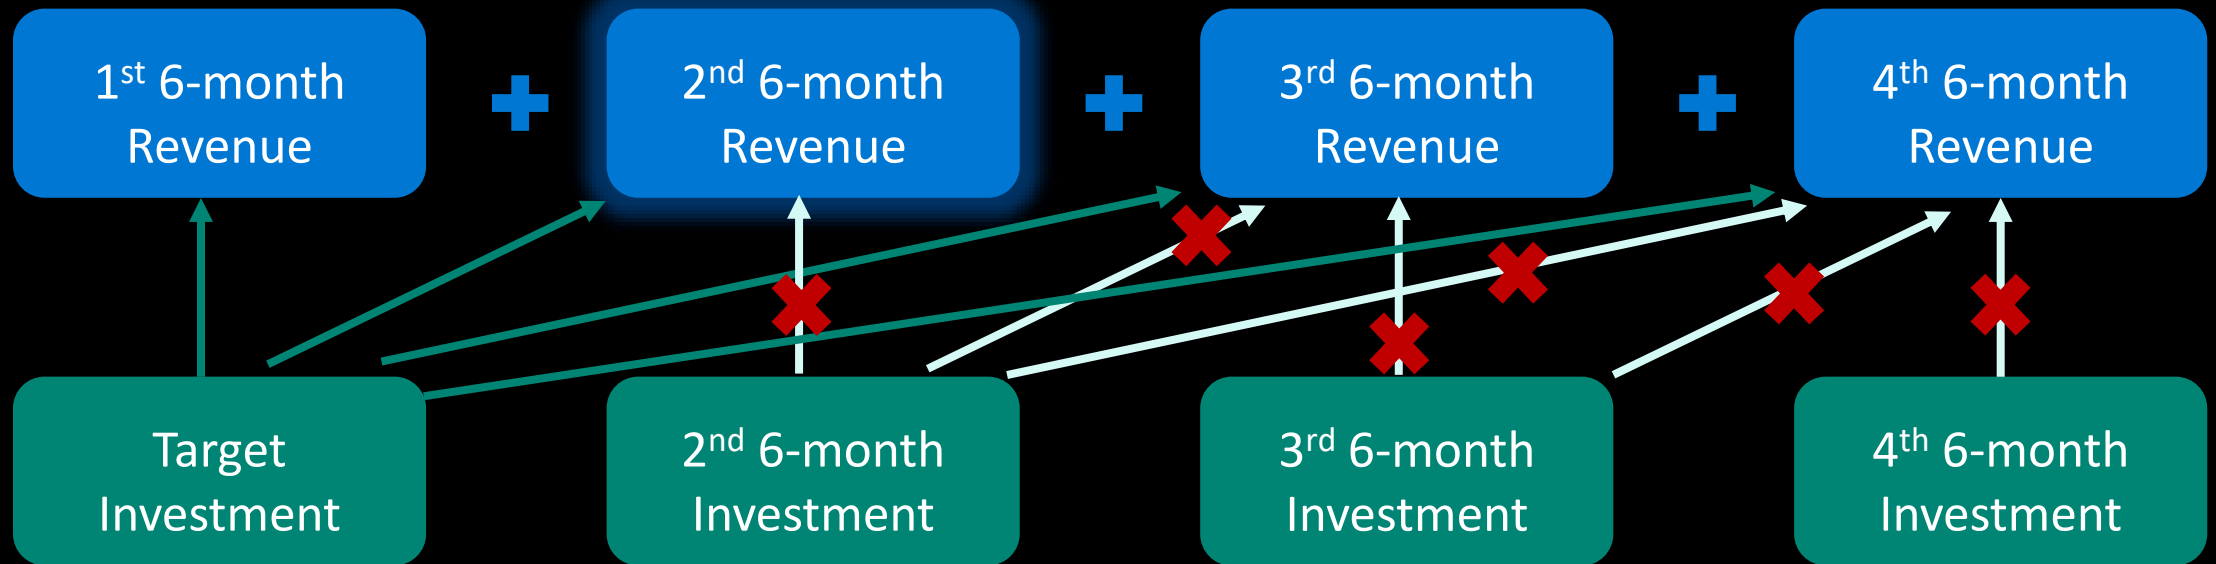 1st 6-month
Revenue
2nd 6-month
Revenue
3rd 6-month
Revenue
4th 6-month
Revenue
Target
Investment
2nd 6-month
Investment
3rd 6-month
Investment
4th 6-month
Investment